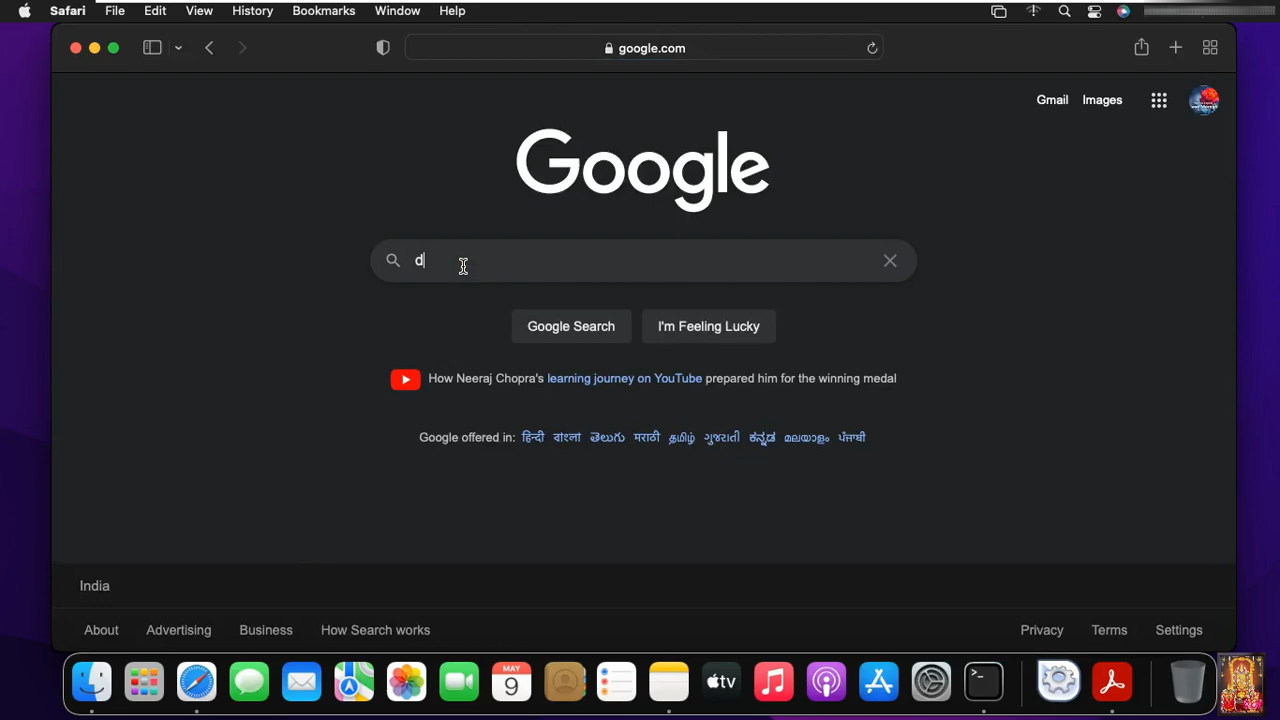 Safari File Edit View History Bookmarks Window Help
google.com
Gmail Images
Google
d
Google Search I'm Feeling Lucky
How Neeraj Chopra's learning journey on YouTube prepared him for the winning medal
Google offered in: हिन्दी বাংলা తెలుగు मराठी தமிழ் ગુજરાતી ಕನ್ನಡ മലയാളം ਪੰਜਾਬੀ
India
About Advertising Business How Search works Privacy Terms Settings
MAY
9
tv
>_